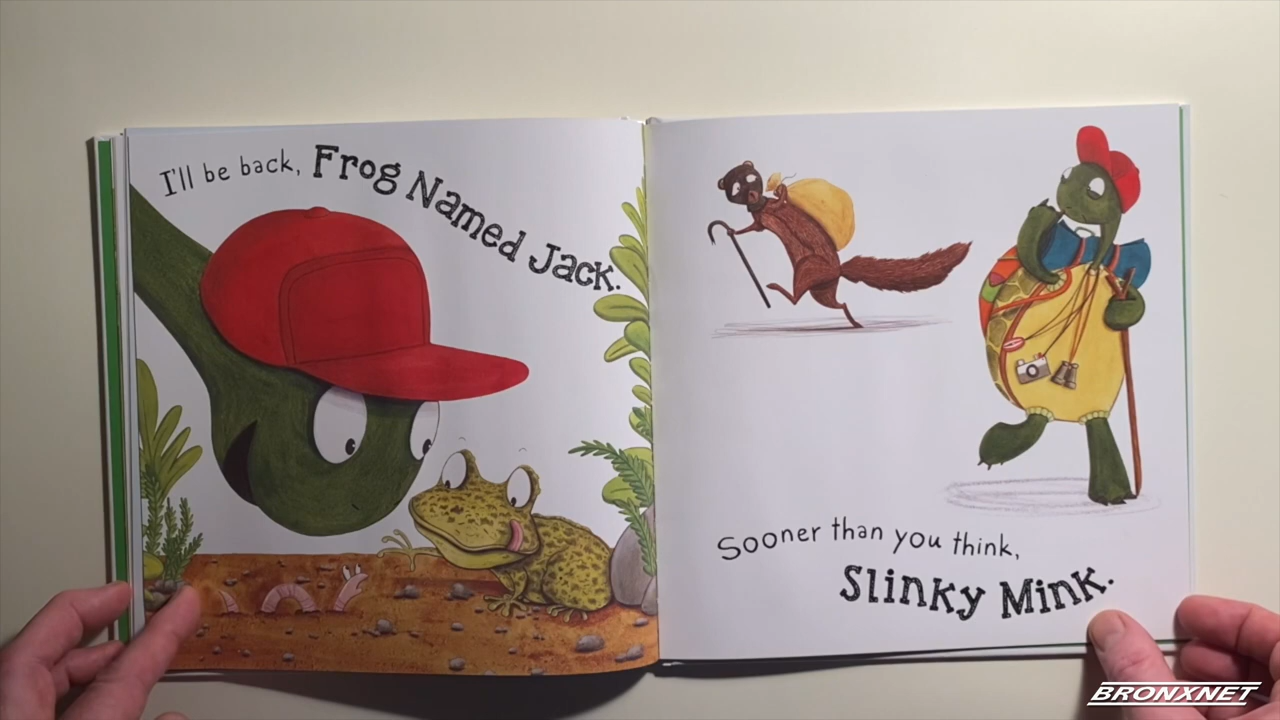 I'll be back, Frog Named Jack.
Sooner than you think,
Slinky Mink.
BRONXNET